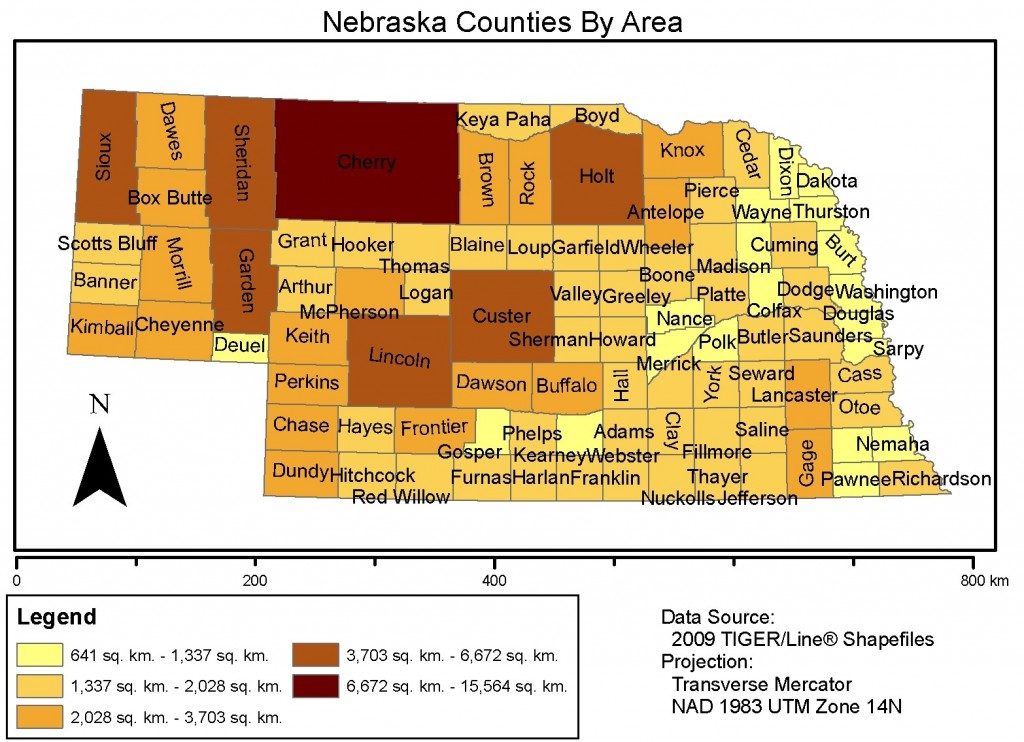 Nebraska Counties By Area
Keya Paha
Boyd
Dawes
Sioux
Sheridan
Cherry
Brown
Rock
Holt
Knox
Cedar
Dixon
Dakota
Box Butte
Pierce
Antelope
Wayne
Thurston
Scotts Bluff
Morrill
Garden
Grant
Hooker
Thomas
Blaine
Loup
Garfield
Wheeler
Boone
Madison
Cuming
Burt
Banner
Arthur
McPherson
Logan
Custer
Valley
Greeley
Platte
Colfax
Dodge
Washington
Douglas
Kimball
Cheyenne
Deuel
Keith
Lincoln
Sherman
Howard
Nance
Merrick
Polk
Butler
Saunders
Sarpy
Perkins
Dawson
Buffalo
Hall
York
Seward
Lancaster
Cass
Otoe
Chase
Hayes
Frontier
Gosper
Phelps
Kearney
Adams
Webster
Clay
Fillmore
Saline
Gage
Nemaha
Dundy
Hitchcock
Red Willow
Furnas
Harlan
Franklin
Nuckolls
Thayer
Jefferson
Pawnee
Richardson
N
0 200 400 800 km
Legend
641 sq. km. - 1,337 sq. km.
1,337 sq. km. - 2,028 sq. km.
2,028 sq. km. - 3,703 sq. km.
3,703 sq. km. - 6,672 sq. km.
6,672 sq. km. - 15,564 sq. km.
Data Source:
2009 TIGER/Line® Shapefiles
Projection:
Transverse Mercator
NAD 1983 UTM Zone 14N